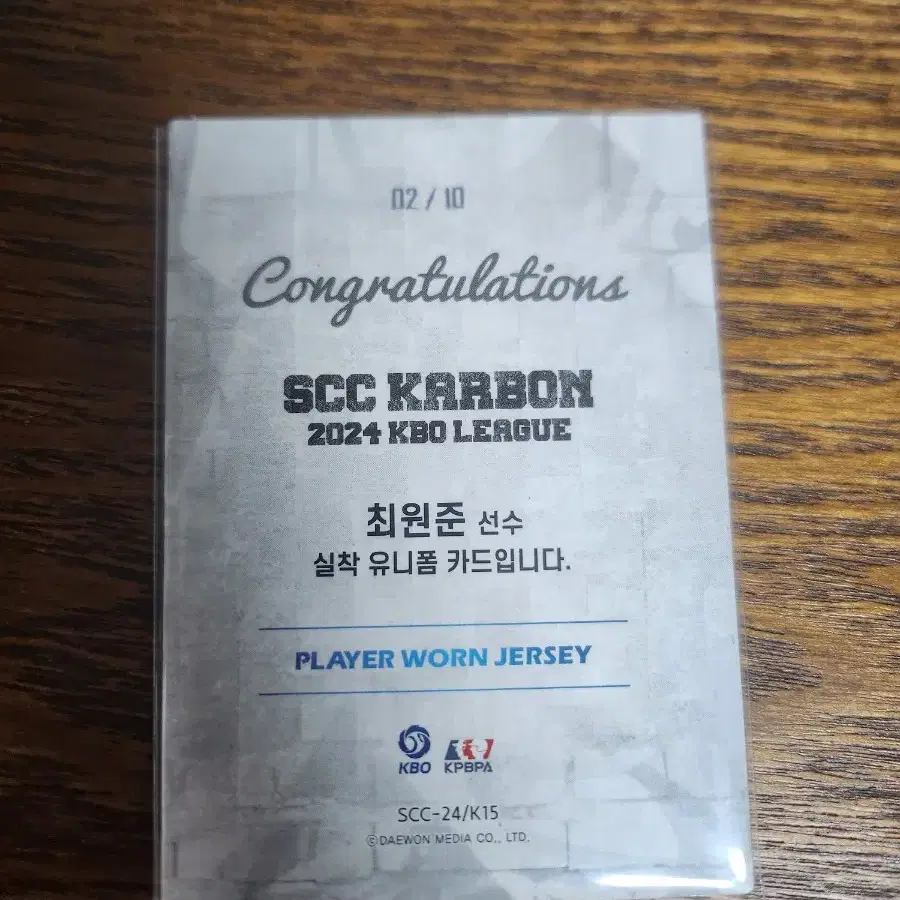 02 / 10
Congratulations
SCC KARBON
2024 KBO LEAGUE
최원준 선수
실착 유니폼 카드입니다.
PLAYER WORN JERSEY
KBO KPBPA
SCC-24/K15
©DAEWON MEDIA CO., LTD.